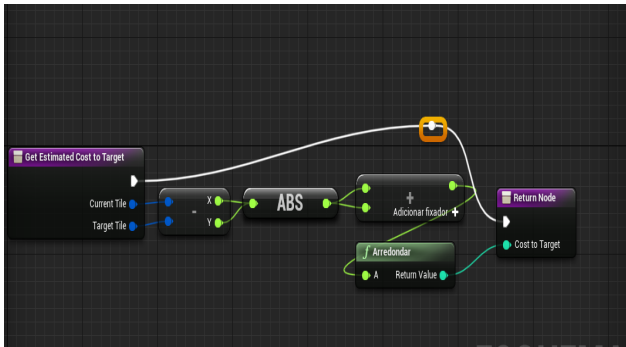 Get Estimated Cost to Target
Current Tile
Target Tile
-
X
Y
ABS
+
Adicionar fixador +
f Arredondar
A
Return Value
Return Node
Cost to Target